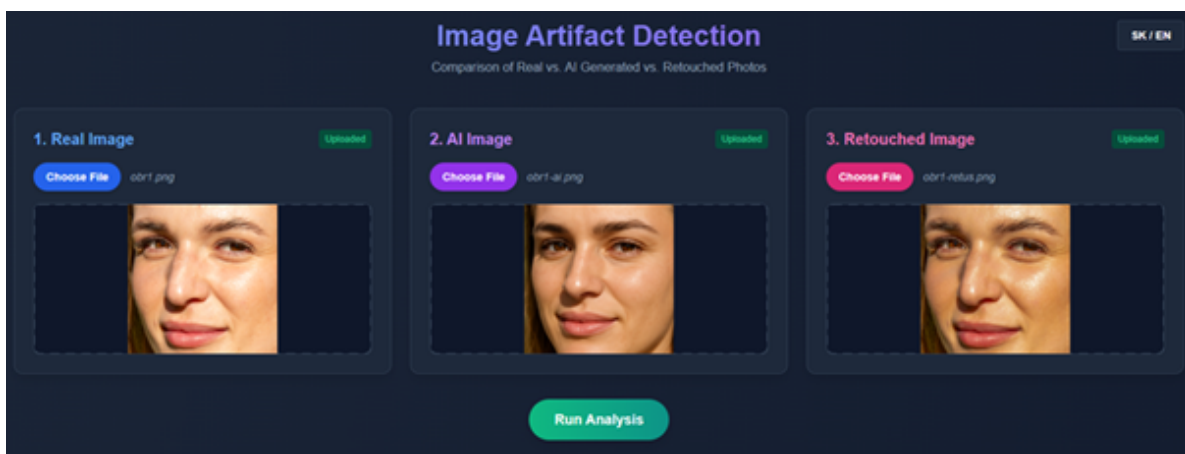 Image Artifact Detection
SK / EN
Comparison of Real vs. AI Generated vs. Retouched Photos
1. Real Image
Uploaded
Choose File
obr1.png
2. AI Image
Uploaded
Choose File
obr1-ai.png
3. Retouched Image
Uploaded
Choose File
obr1-retus.png
Run Analysis